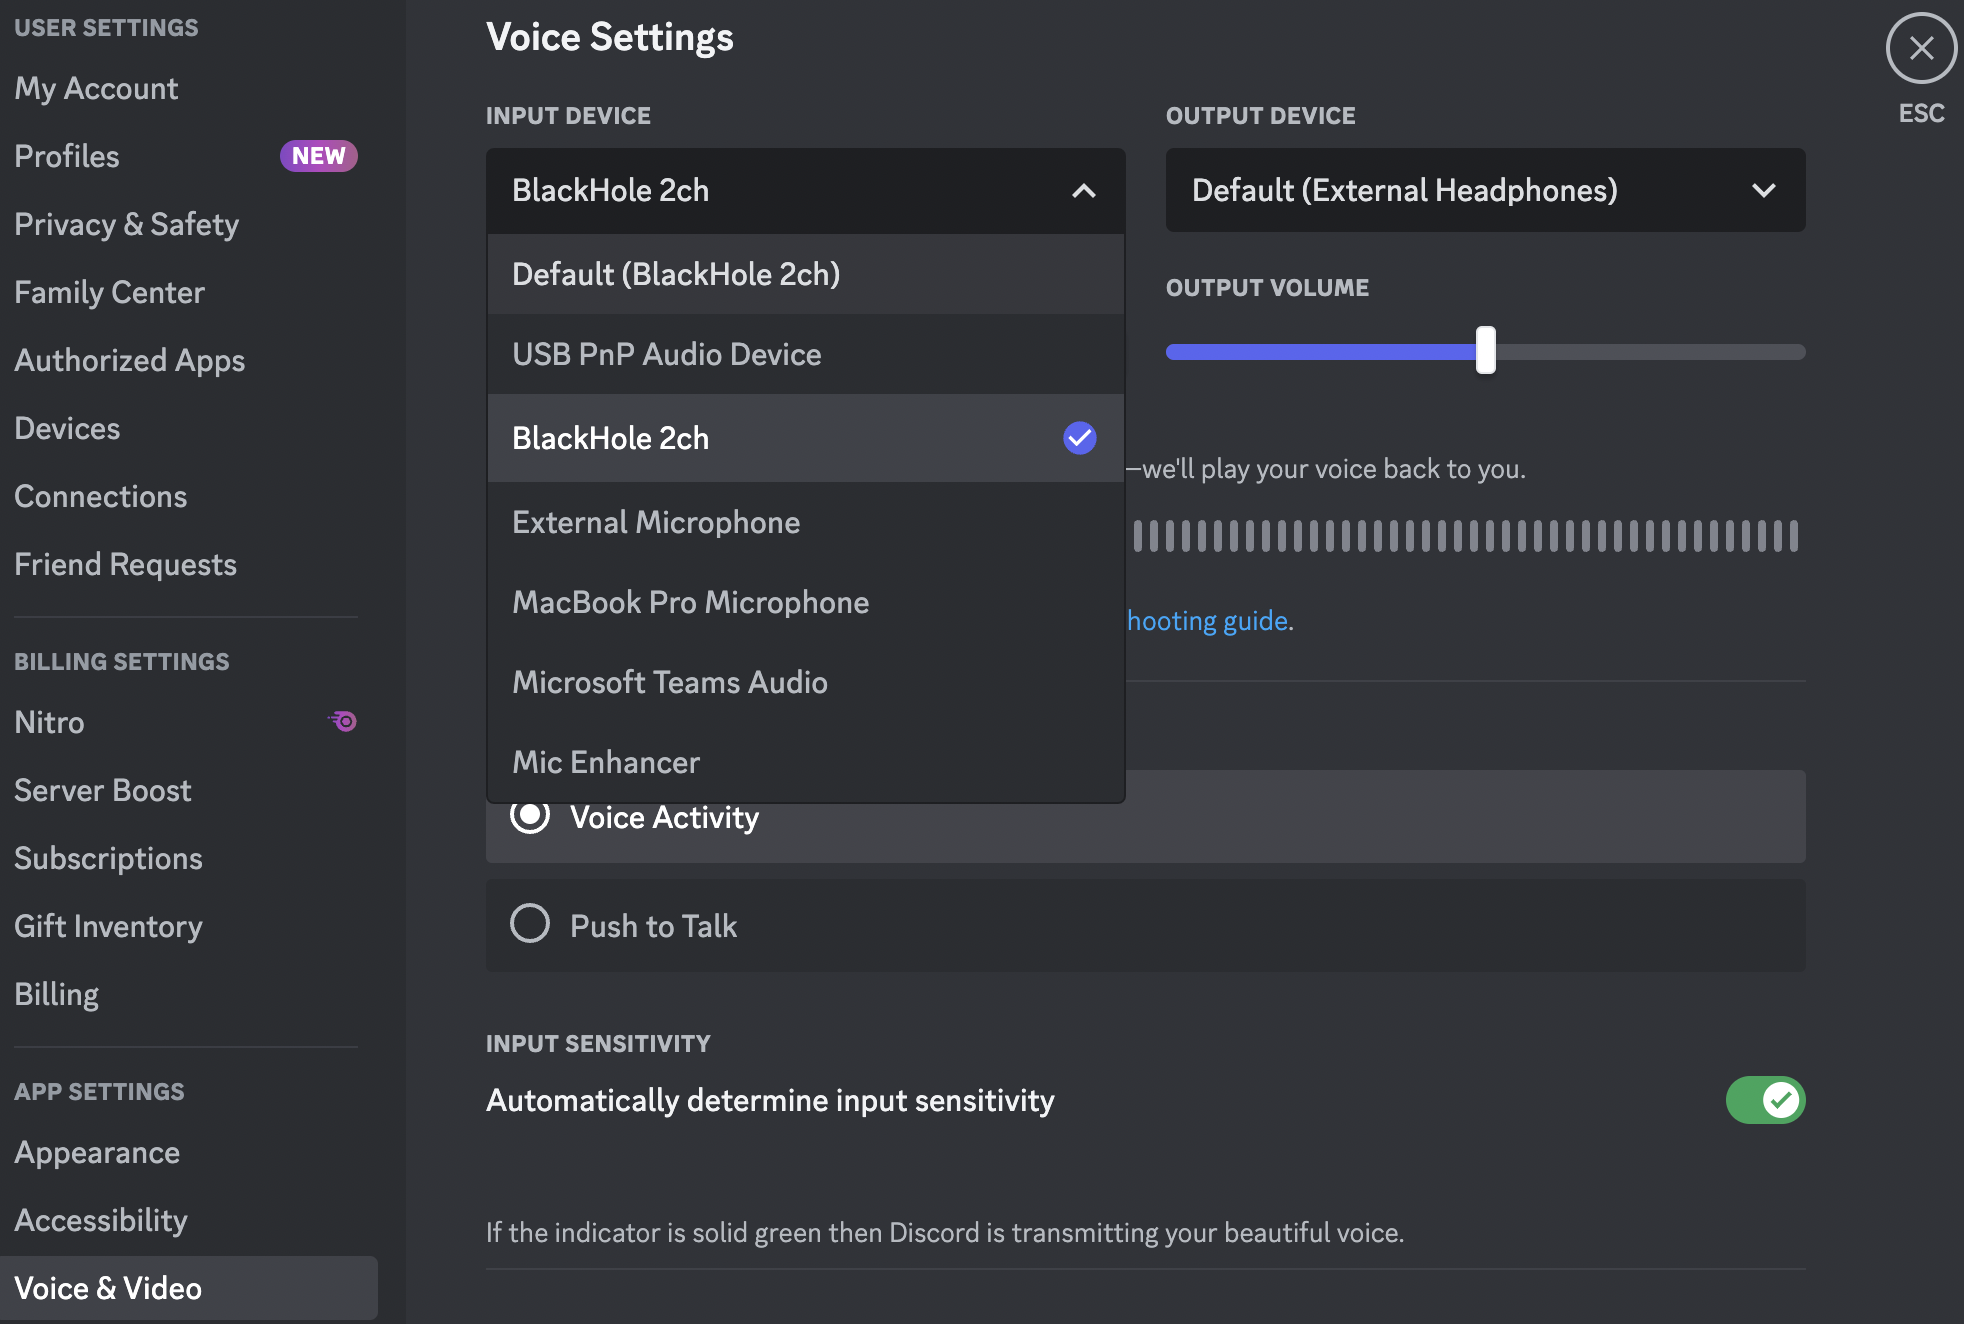 USER SETTINGS
My Account
Profiles
NEW
Privacy & Safety
Family Center
Authorized Apps
Devices
Connections
Friend Requests
BILLING SETTINGS
Nitro
Server Boost
Subscriptions
Gift Inventory
Billing
APP SETTINGS
Appearance
Accessibility
Voice & Video
Voice Settings
INPUT DEVICE
BlackHole 2ch
Default (BlackHole 2ch)
USB PnP Audio Device
BlackHole 2ch
External Microphone
MacBook Pro Microphone
Microsoft Teams Audio
Mic Enhancer
OUTPUT DEVICE
Default (External Headphones)
OUTPUT VOLUME
—we'll play your voice back to you.
hooting guide.
Voice Activity
Push to Talk
INPUT SENSITIVITY
Automatically determine input sensitivity
If the indicator is solid green then Discord is transmitting your beautiful voice.
ESC